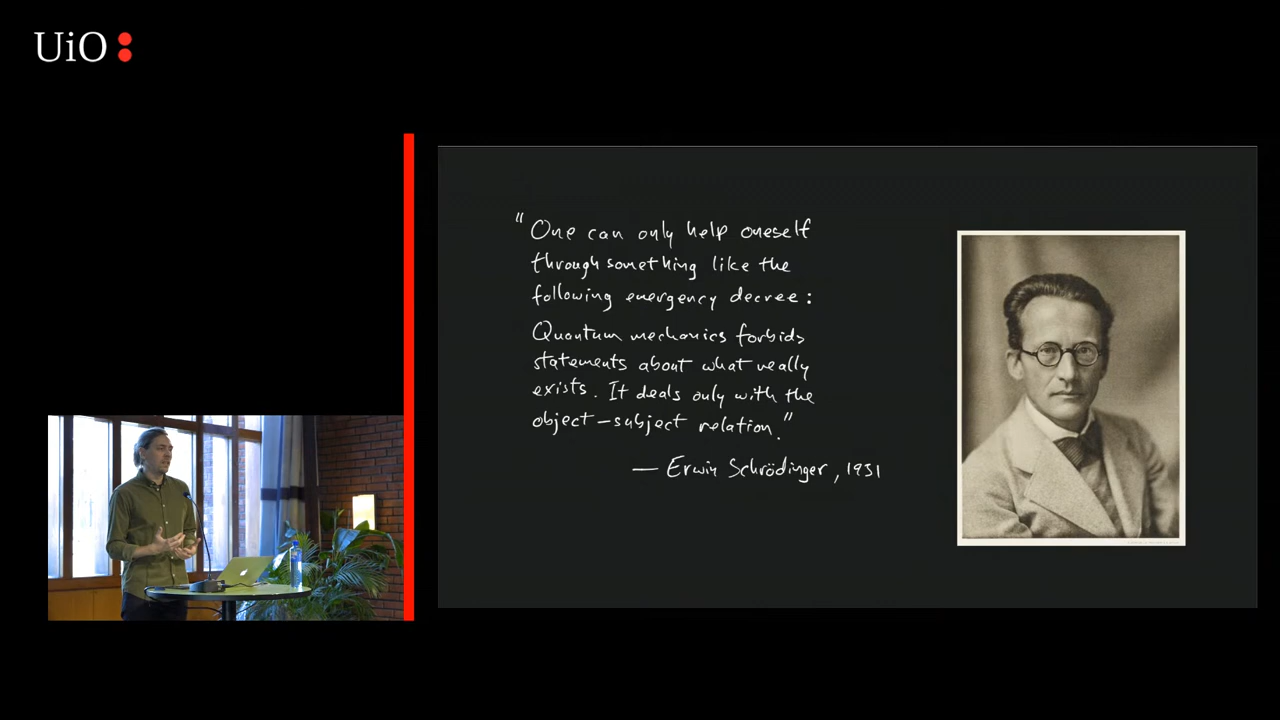 UiO
“One can only help oneself
through something like the
following emergency decree:
Quantum mechanics forbids
statements about what really
exists. It deals only with the
object-subject relation.”
— Erwin Schrödinger, 1931